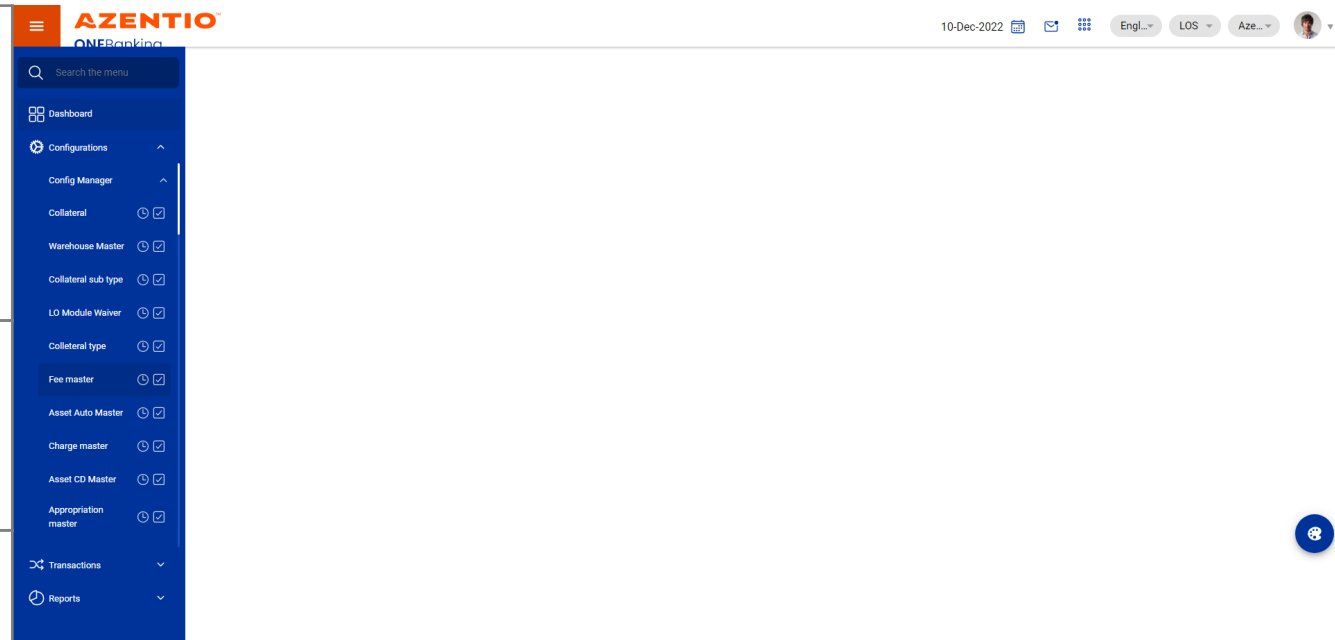 AZENTIO™
ONEBanking
10-Dec-2022
Engl...
LOS
Aze...
Search the menu
Dashboard
Configurations
Config Manager
Collateral
Warehouse Master
Collateral sub type
LO Module Waiver
Colleteral type
Fee master
Asset Auto Master
Charge master
Asset CD Master
Appropriation
master
Transactions
Reports